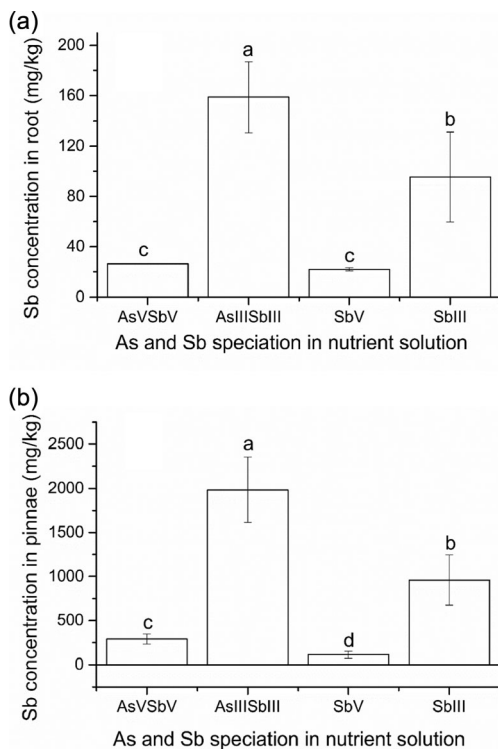 (a)
200
160
120
80
40
0
Sb concentration in root (mg/kg)
a
b
c
c
AsVSbV AsIIISbIII SbV SbIII
As and Sb speciation in nutrient solution
(b)
2500
2000
1500
1000
500
0
Sb concentration in pinnae (mg/kg)
a
b
c
d
AsVSbV AsIIISbIII SbV SbIII
As and Sb speciation in nutrient solution